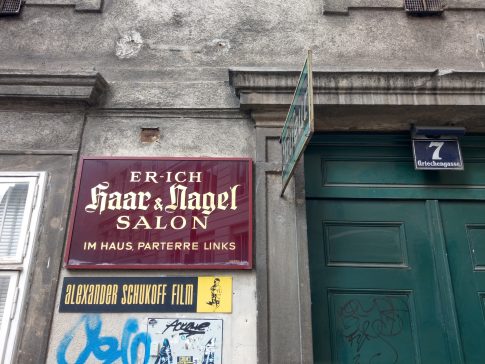 ER-ICH
Haar & Nagel
SALON
IM HAUS, PARTERRE LINKS
alexander SCHUKOFF FILM
7
Griechengasse